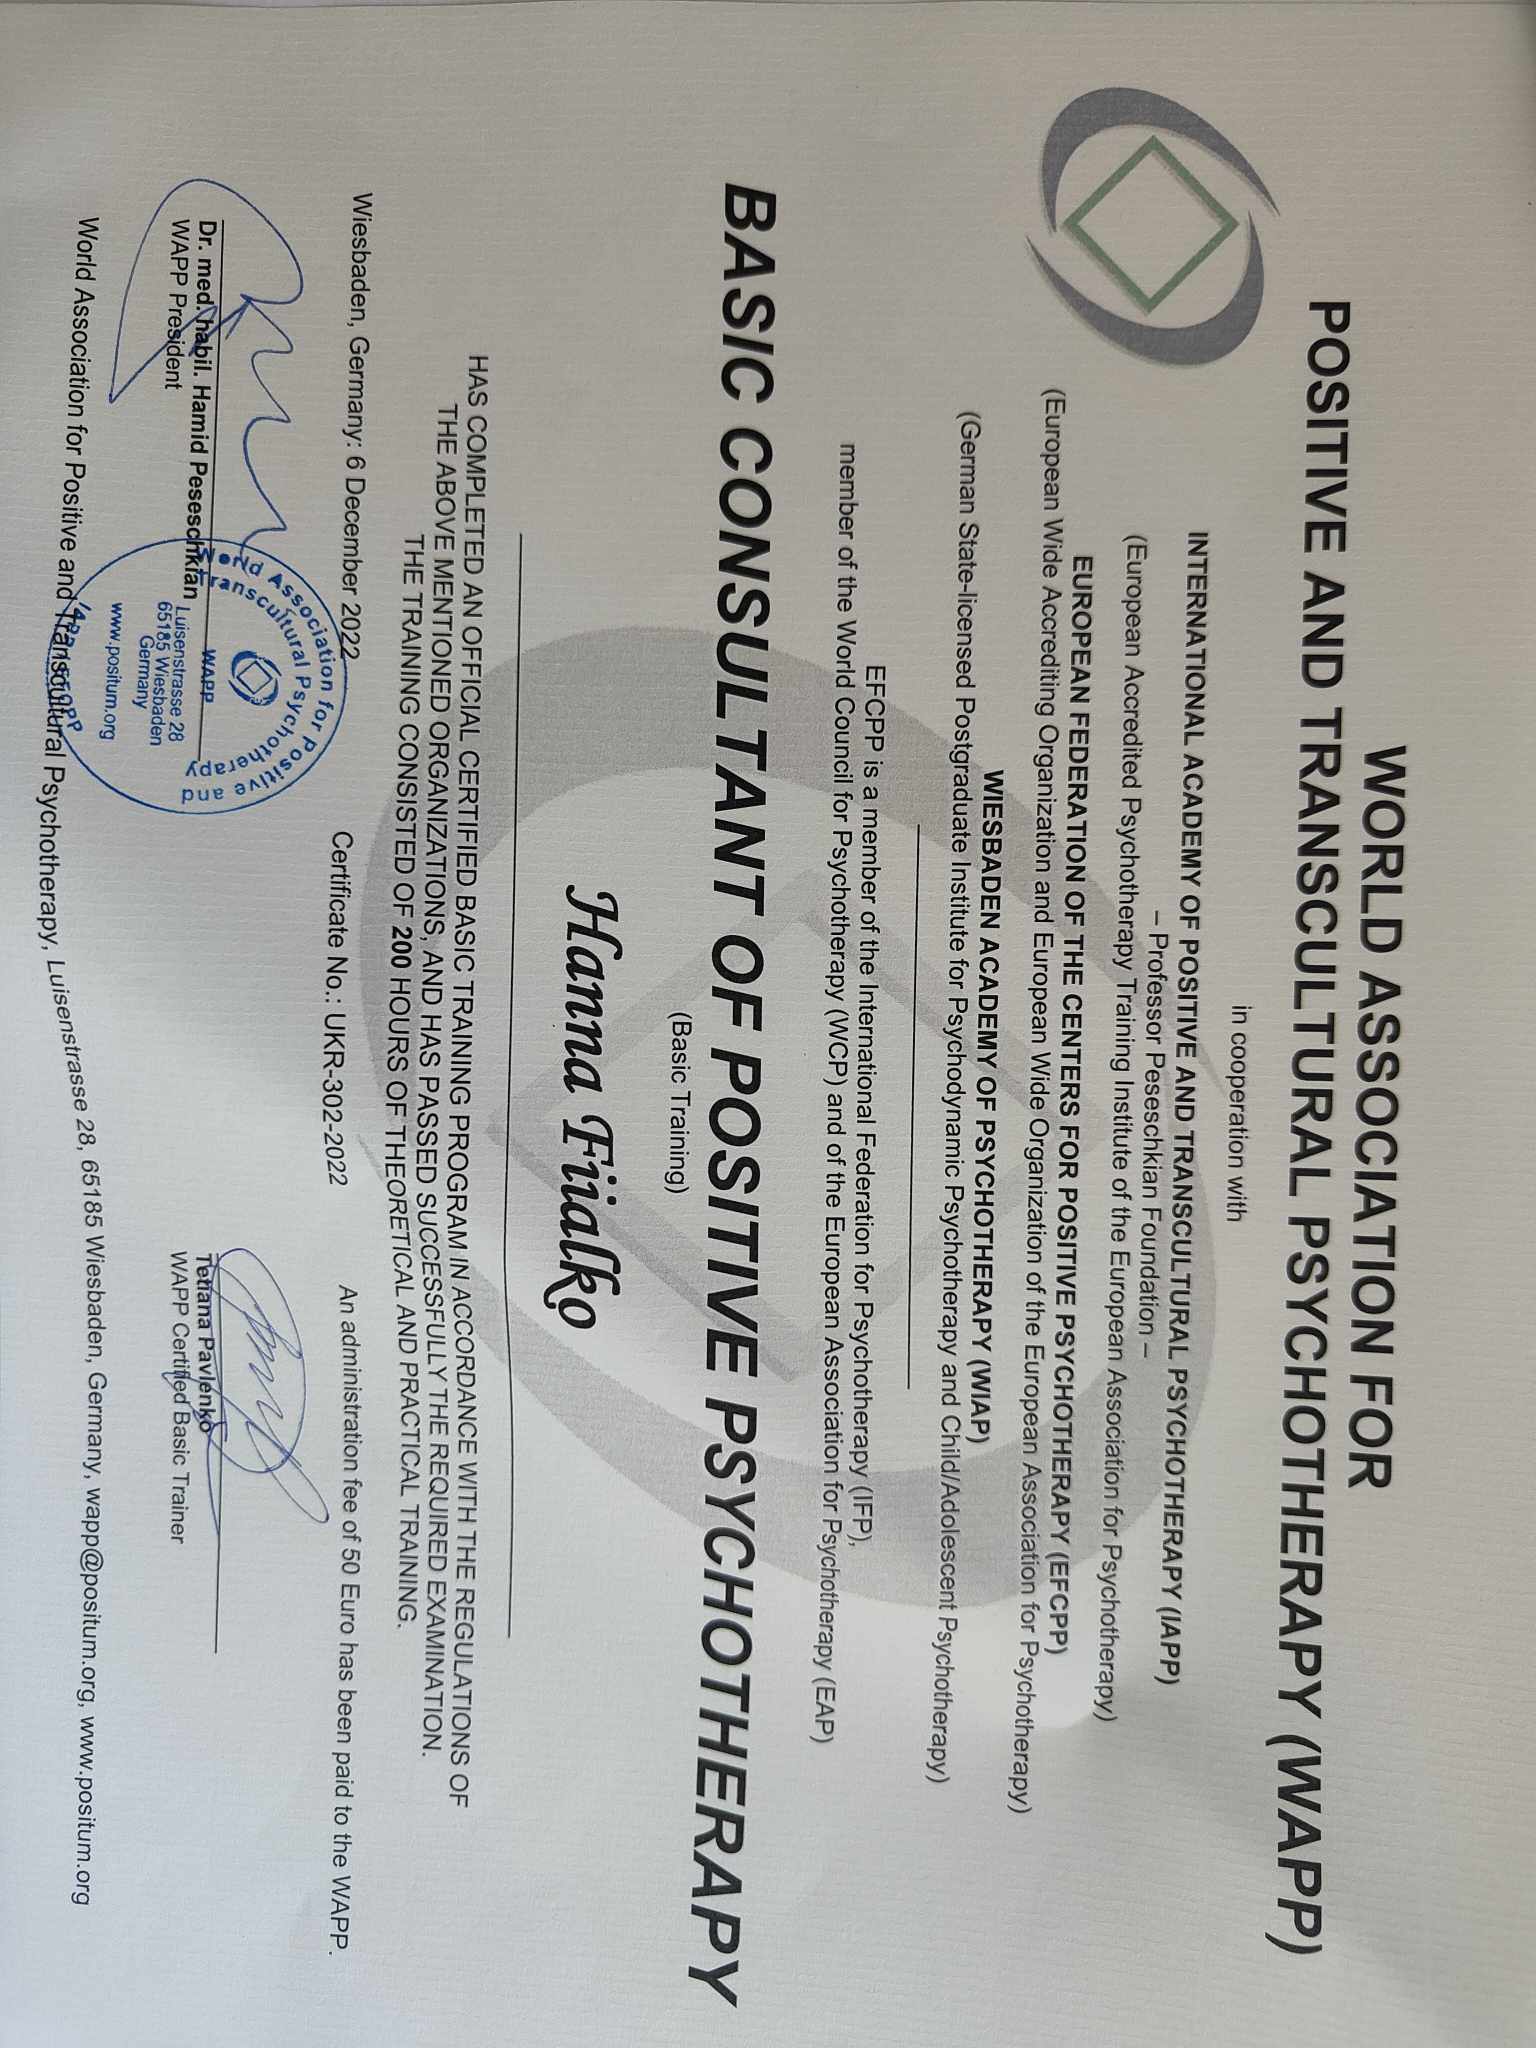 WORLD ASSOCIATION FOR
POSITIVE AND TRANSCULTURAL PSYCHOTHERAPY (WAPP)
in cooperation with
INTERNATIONAL ACADEMY OF POSITIVE AND TRANSCULTURAL PSYCHOTHERAPY (IAPP)
– Professor Peseschkian Foundation –
(European Accredited Psychotherapy Training Institute of the European Association for Psychotherapy)
EUROPEAN FEDERATION OF THE CENTERS FOR POSITIVE PSYCHOTHERAPY (EFCPP)
(European Wide Accrediting Organization and European Wide Organization of the European Association for Psychotherapy)
WIESBADEN ACADEMY OF PSYCHOTHERAPY (WIAP)
(German State-licensed Postgraduate Institute for Psychodynamic Psychotherapy and Child/Adolescent Psychotherapy)
EFCPP is a member of the International Federation for Psychotherapy (IFP),
member of the World Council for Psychotherapy (WCP) and of the European Association for Psychotherapy (EAP)
BASIC CONSULTANT OF POSITIVE PSYCHOTHERAPY
(Basic Training)
Hanna Fiialko
HAS COMPLETED AN OFFICIAL CERTIFIED BASIC TRAINING PROGRAM IN ACCORDANCE WITH THE REGULATIONS OF
THE ABOVE MENTIONED ORGANIZATIONS, AND HAS PASSED SUCCESSFULLY THE REQUIRED EXAMINATION.
THE TRAINING CONSISTED OF 200 HOURS OF THEORETICAL AND PRACTICAL TRAINING.
Wiesbaden, Germany: 6 December 2022
Certificate No.: UKR-302-2022
An administration fee of 50 Euro has been paid to the WAPP.
World Association for Positive and
Transcultural Psychotherapy
WAPP
Luisenstrasse 28
65185 Wiesbaden
Germany
www.positum.org
Dr. med. habil. Hamid Peseschkian
WAPP President
Tetiana Pavlenko
WAPP Certified Basic Trainer
World Association for Positive and Transcultural Psychotherapy, Luisenstrasse 28, 65185 Wiesbaden, Germany, wapp@positum.org, www.positum.org